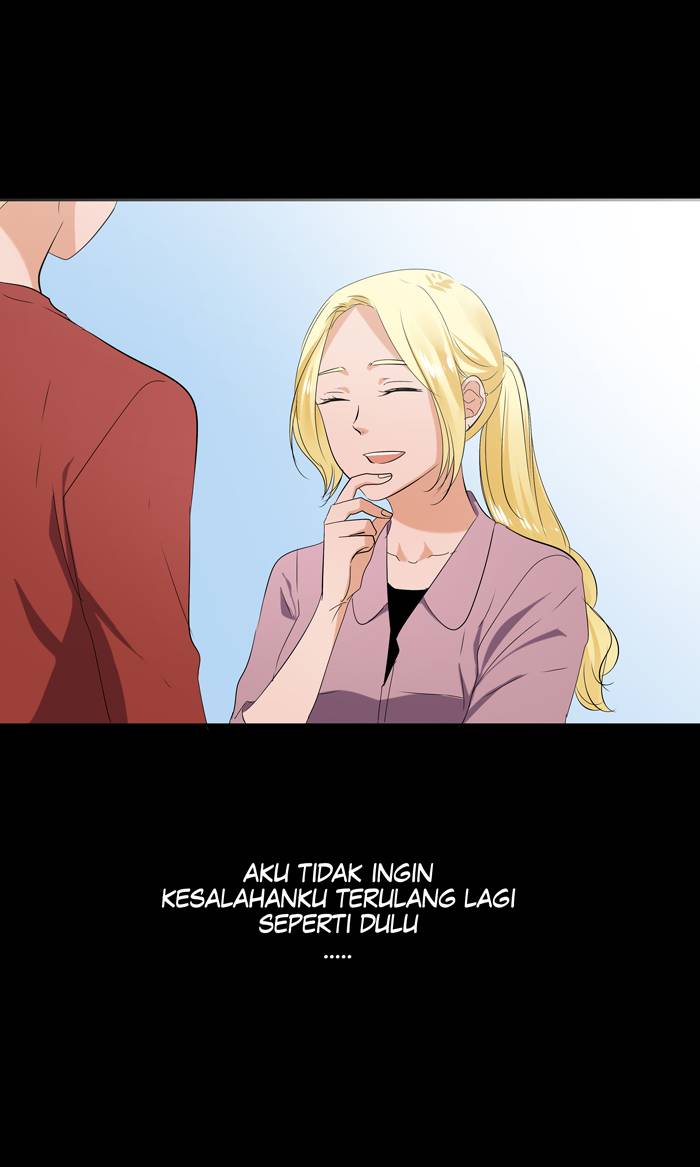 AKU TIDAK INGIN
KESALAHANKU TERULANG LAGI
SEPERTI DULU
.....